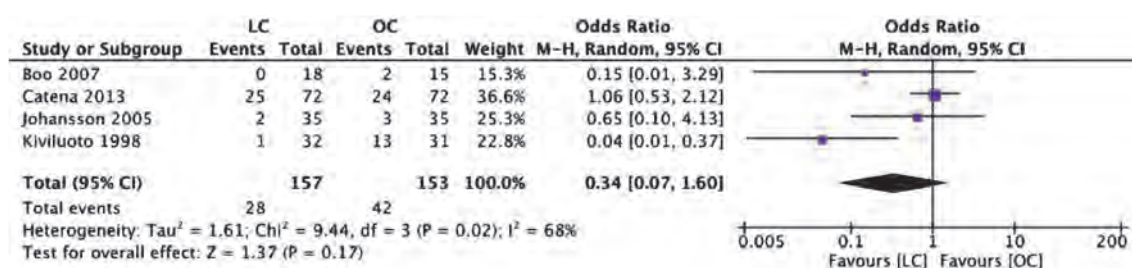 LC OC Odds Ratio Odds Ratio
Study or Subgroup Events Total Events Total Weight M-H, Random, 95% CI M-H, Random, 95% CI
Boo 2007 0 18 2 15 15.3% 0.15 [0.01, 3.29]
Catena 2013 25 72 24 72 36.6% 1.06 [0.53, 2.12]
Johansson 2005 2 35 3 35 25.3% 0.65 [0.10, 4.13]
Kiviluoto 1998 1 32 13 31 22.8% 0.04 [0.01, 0.37]
Total (95% CI) 157 153 100.0% 0.34 [0.07, 1.60]
Total events 28 42
Heterogeneity: Tau² = 1.61; Chi² = 9.44, df = 3 (P = 0.02); I² = 68%
Test for overall effect: Z = 1.37 (P = 0.17)
0.005 0.1 1 10 200
Favours [LC] Favours [OC]